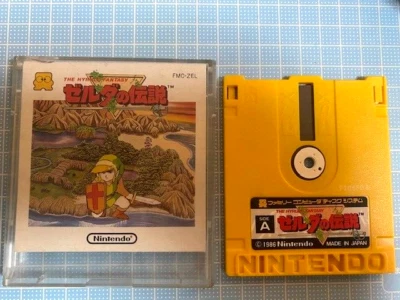 FMC-ZEL
THE HYRULE FANTASY
ゼルダの伝説
Nintendo
ファミリー コンピュータ ディスク システム
SIDE
A
THE HYRULE FANTASY
ゼルダの伝説
© 1986 Nintendo
MADE IN JAPAN
NINTENDO